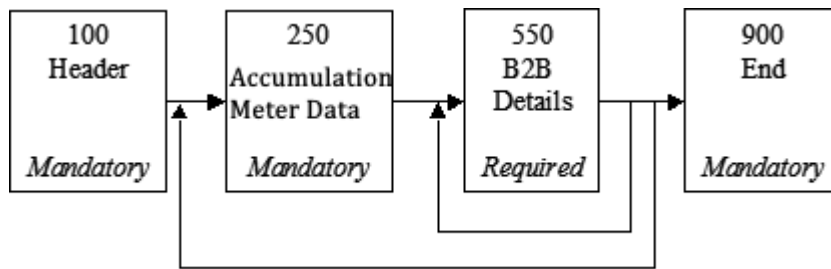 100
Header
Mandatory
250
Accumulation
Meter Data
Mandatory
550
B2B
Details
Required
900
End
Mandatory